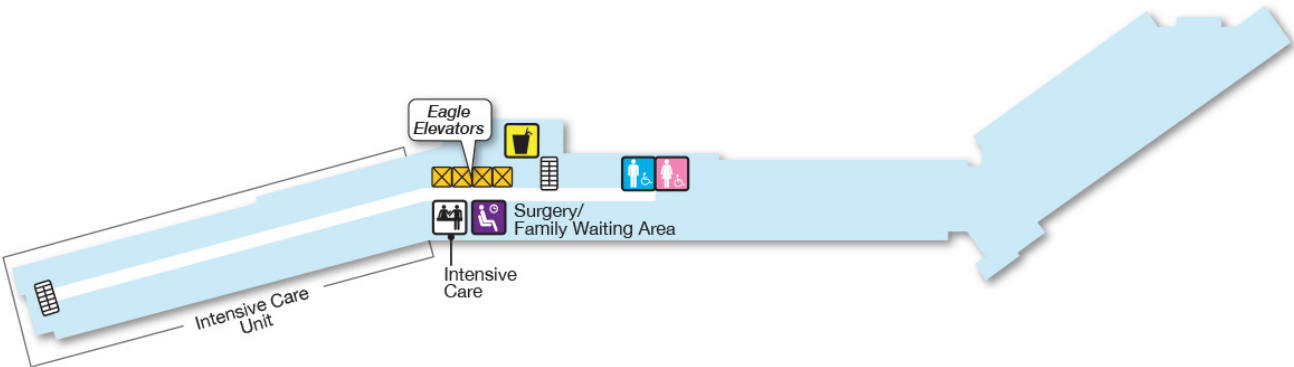 Eagle
Elevators
Surgery/
Family Waiting Area
Intensive
Care
Intensive Care
Unit